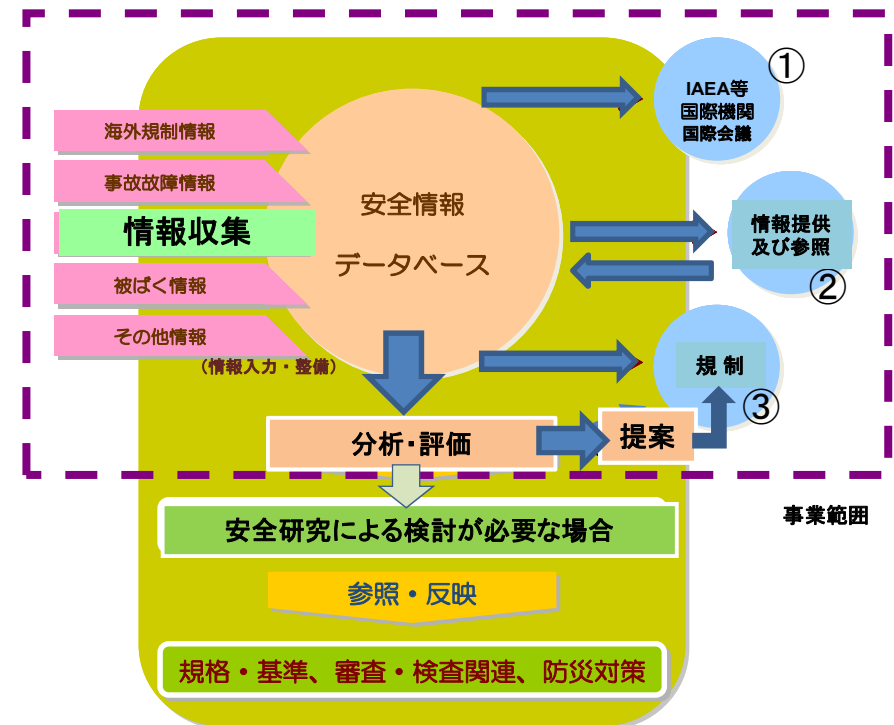 海外規制情報
事故故障情報
情報収集
被ばく情報
その他情報
（情報入力・整備）
安全情報
データベース
①
IAEA等
国際機関
国際会議
情報提供
及び参照
②
規 制
③
分析・評価
提案
事業範囲
安全研究による検討が必要な場合
参照・反映
規格・基準、審査・検査関連、防災対策